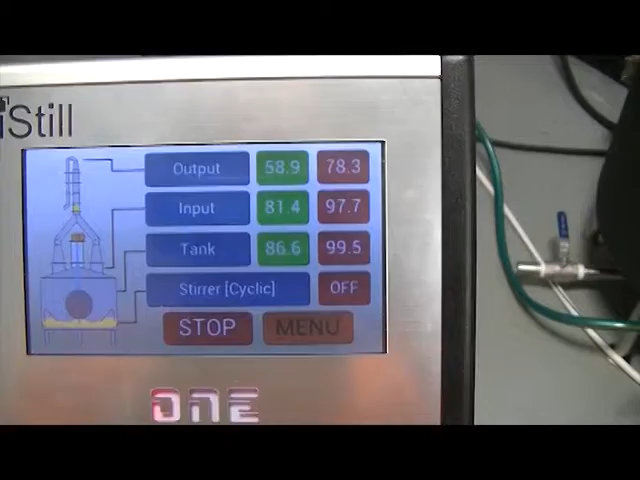 iStill
Output 58.9 78.3
Input 81.4 97.7
Tank 86.6 99.5
Stirrer [Cyclic] OFF
STOP MENU
ONE